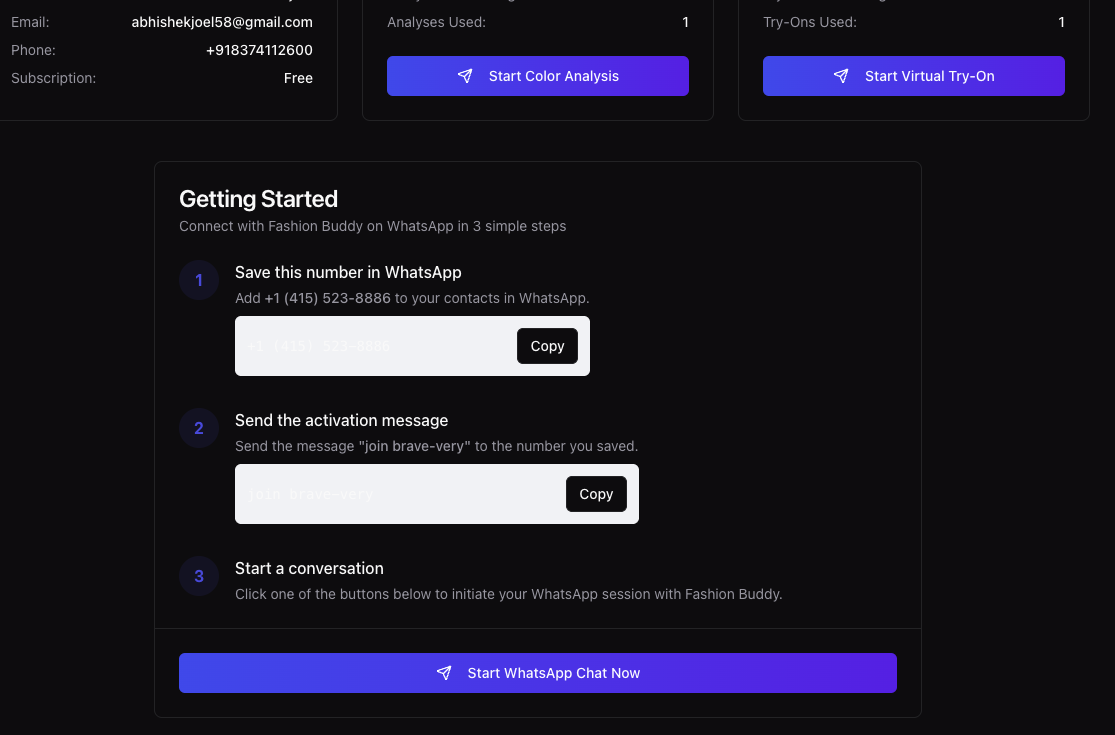 Email: abhishekjoel58@gmail.com
Analyses Used: 1
Try-Ons Used: 1
Phone: +918374112600
Subscription: Free
Start Color Analysis
Start Virtual Try-On
Getting Started
Connect with Fashion Buddy on WhatsApp in 3 simple steps
1
Save this number in WhatsApp
Add +1 (415) 523-8886 to your contacts in WhatsApp.
+1 (415) 523-8886
Copy
2
Send the activation message
Send the message "join brave-very" to the number you saved.
join brave-very
Copy
3
Start a conversation
Click one of the buttons below to initiate your WhatsApp session with Fashion Buddy.
Start WhatsApp Chat Now